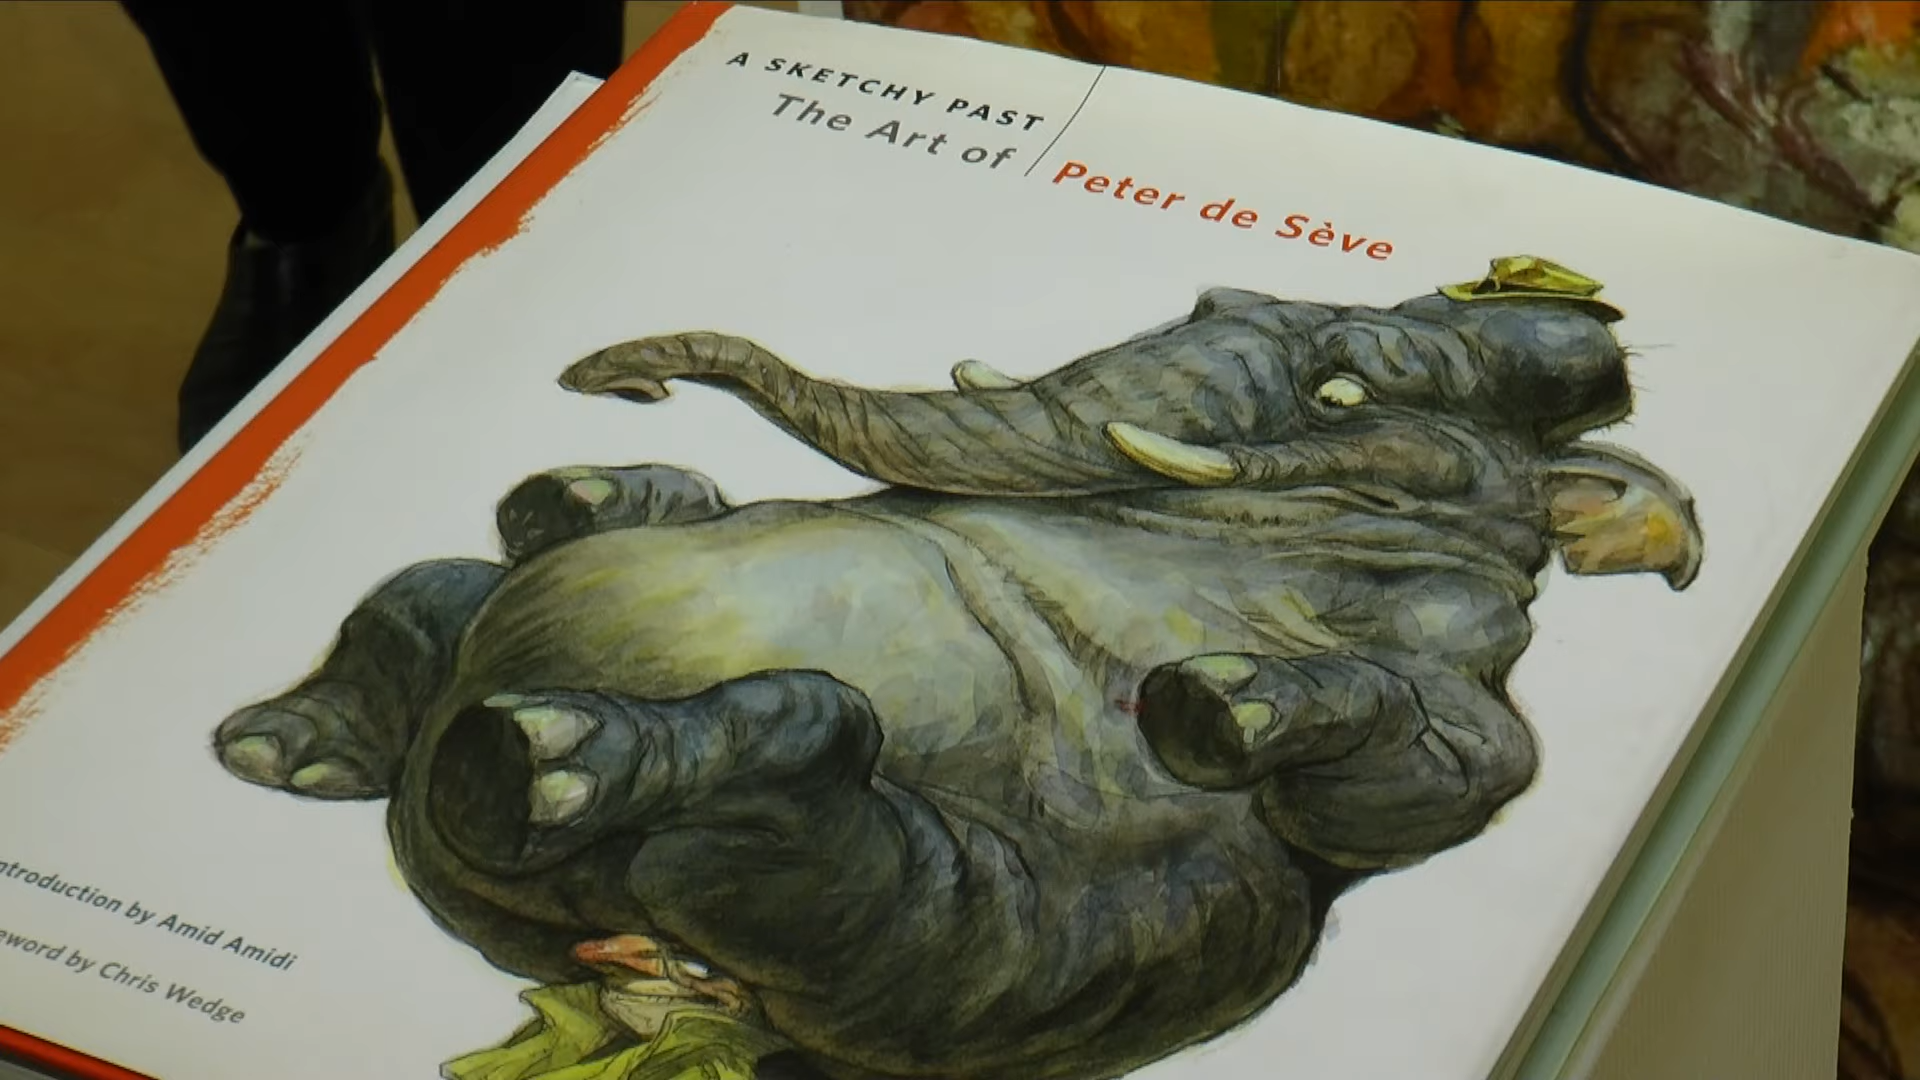 A SKETCHY PAST
The Art of Peter de Sève
ntroduction by Amid Amidi
eword by Chris Wedge